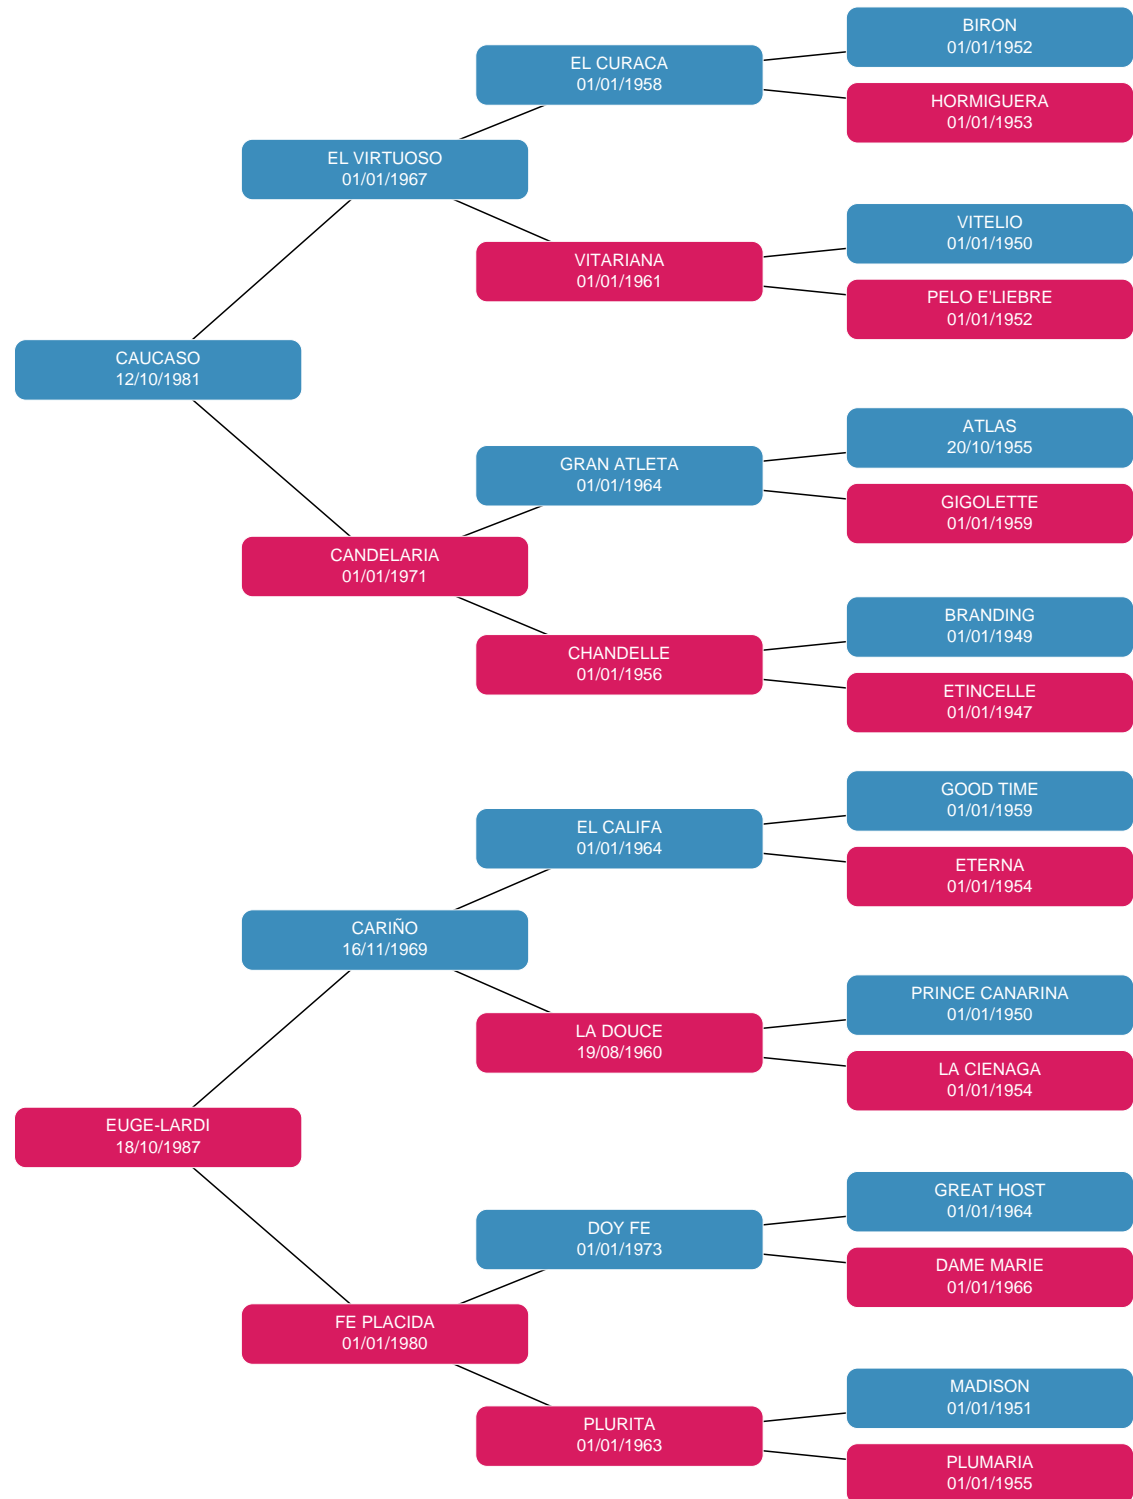 BIRON
01/01/1952
EL CURACA
01/01/1958
HORMIGUERA
01/01/1953
EL VIRTUOSO
01/01/1967
VITELIO
01/01/1950
VITARIANA
01/01/1961
PELO E'LIEBRE
01/01/1952
CAUCASO
12/10/1981
ATLAS
20/10/1955
GRAN ATLETA
01/01/1964
GIGOLETTE
01/01/1959
CANDELARIA
01/01/1971
BRANDING
01/01/1949
CHANDELLE
01/01/1956
ETINCELLE
01/01/1947
GOOD TIME
01/01/1959
EL CALIFA
01/01/1964
ETERNA
01/01/1954
CARIÑO
16/11/1969
PRINCE CANARINA
01/01/1950
LA DOUCE
19/08/1960
LA CIENAGA
01/01/1954
EUGE-LARDI
18/10/1987
GREAT HOST
01/01/1964
DOY FE
01/01/1973
DAME MARIE
01/01/1966
FE PLACIDA
01/01/1980
MADISON
01/01/1951
PLURITA
01/01/1963
PLUMARIA
01/01/1955